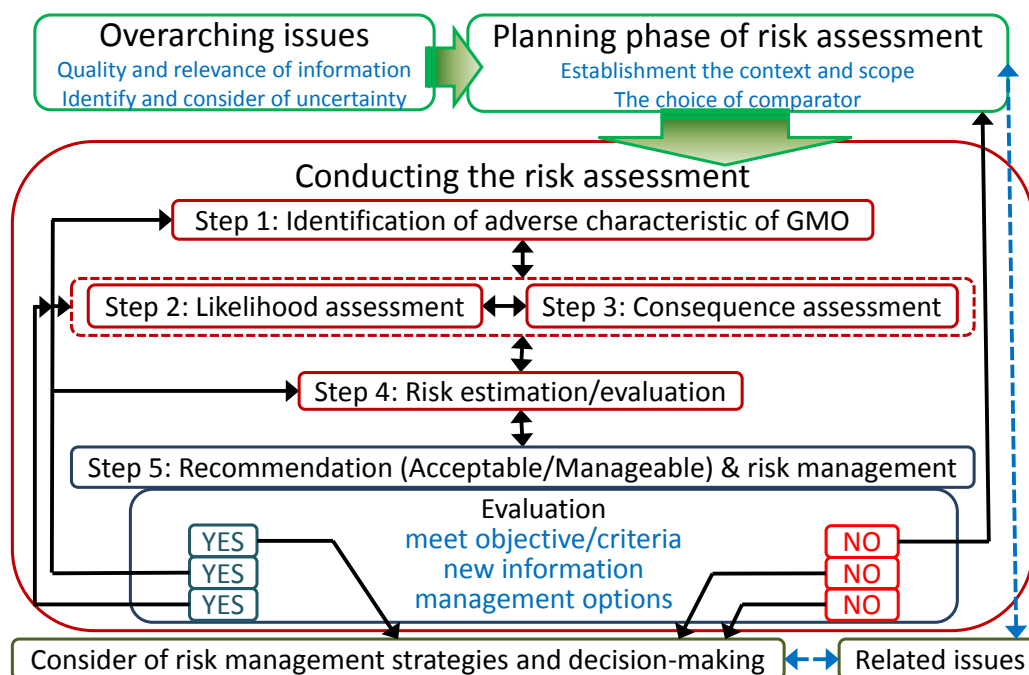 Overarching issues
Quality and relevance of information
Identify and consider of uncertainty
Planning phase of risk assessment
Establishment the context and scope
The choice of comparator
Conducting the risk assessment
Step 1: Identification of adverse characteristic of GMO
Step 2: Likelihood assessment
Step 3: Consequence assessment
Step 4: Risk estimation/evaluation
Step 5: Recommendation (Acceptable/Manageable) & risk management
Evaluation
YES
meet objective/criteria
NO
YES
new information
NO
YES
management options
NO
Consider of risk management strategies and decision-making
Related issues